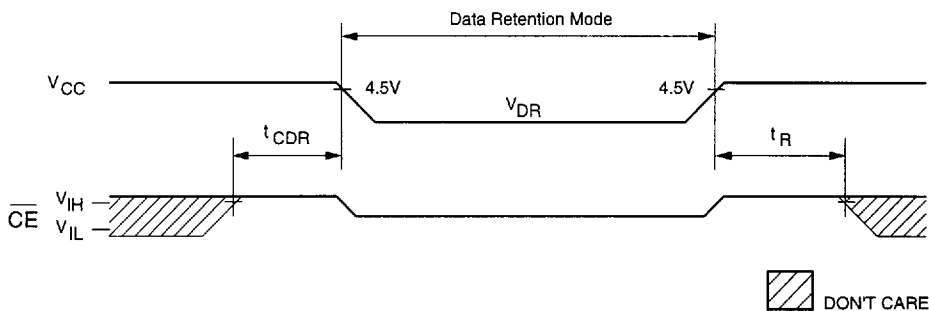 Data Retention Mode
VCC
4.5V
4.5V
VDR
tCDR
tR
CE
VIH
VIL
DON'T CARE